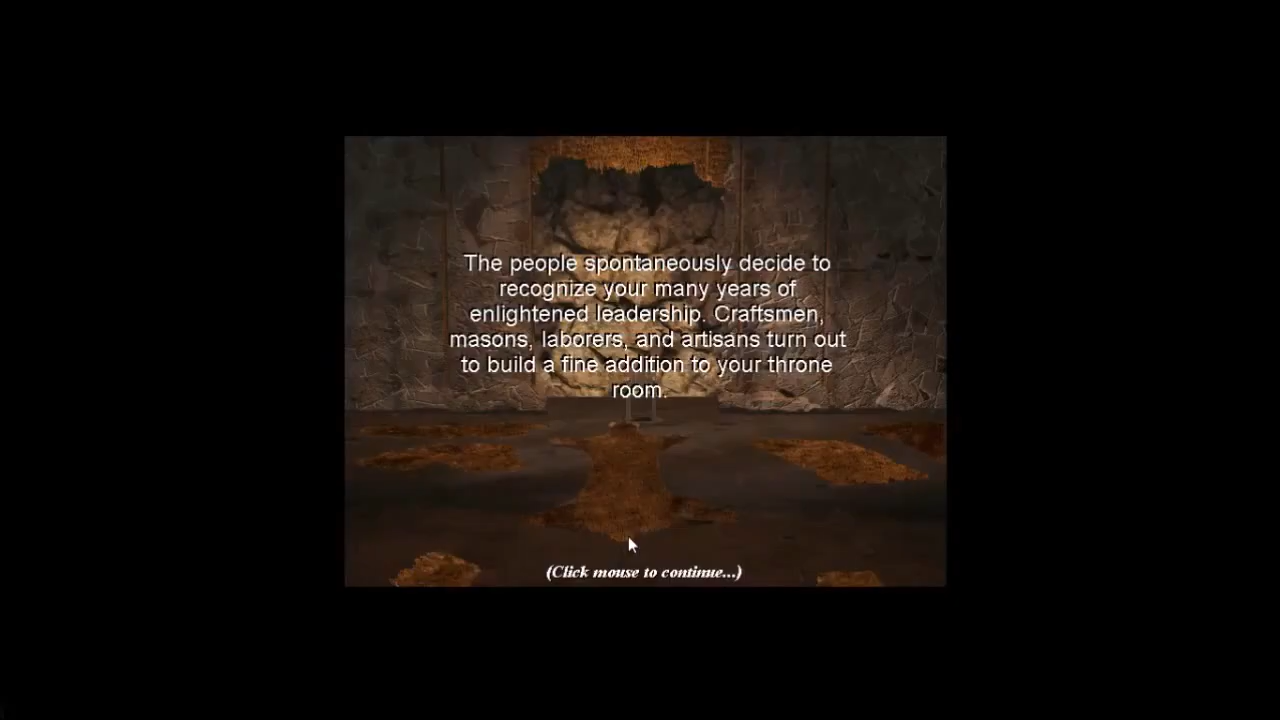 The people spontaneously decide to
recognize your many years of
enlightened leadership. Craftsmen,
masons, laborers, and artisans turn out
to build a fine addition to your throne
room.
(Click mouse to continue...)